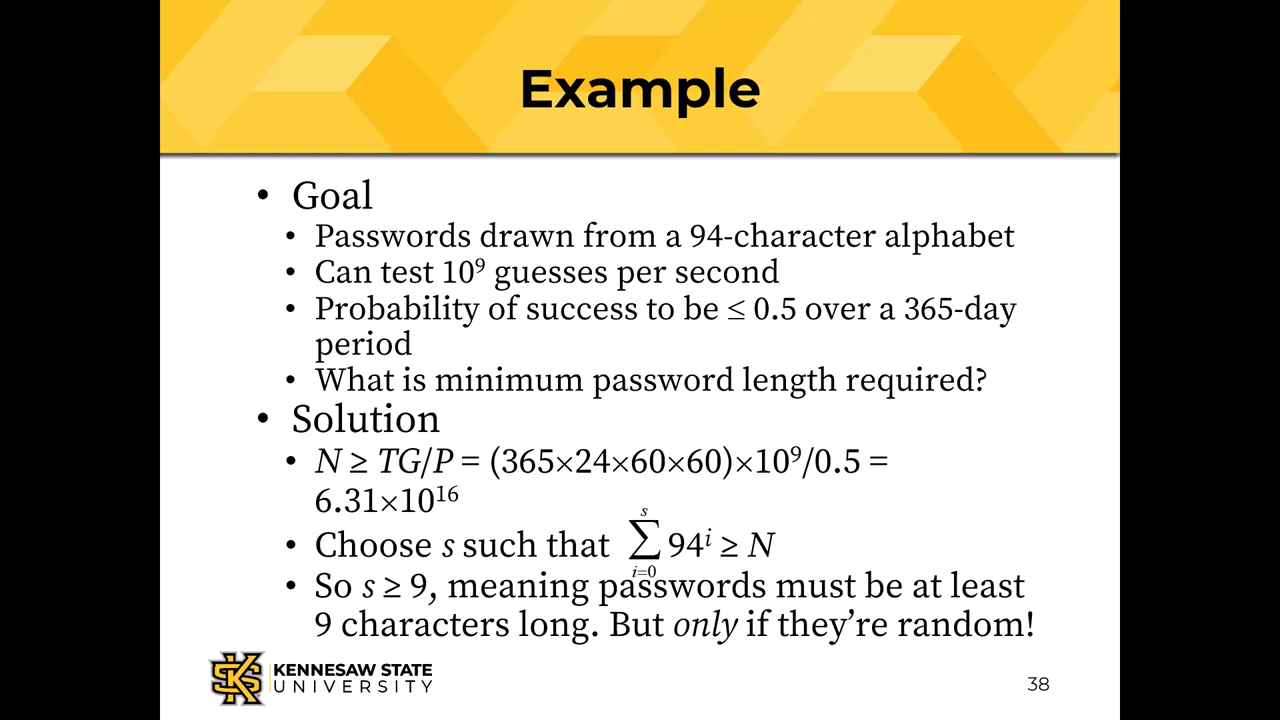 Example
• Goal
• Passwords drawn from a 94-character alphabet
• Can test 10⁹ guesses per second
• Probability of success to be ≤ 0.5 over a 365-day
period
• What is minimum password length required?
• Solution
• N ≥ TG/P = (365×24×60×60)×10⁹/0.5 =
6.31×10¹⁶
• Choose s such that ∑ˢᵢ₌₀ 94ⁱ ≥ N
• So s ≥ 9, meaning passwords must be at least
9 characters long. But only if they’re random!
KENNESAW STATE
UNIVERSITY
38